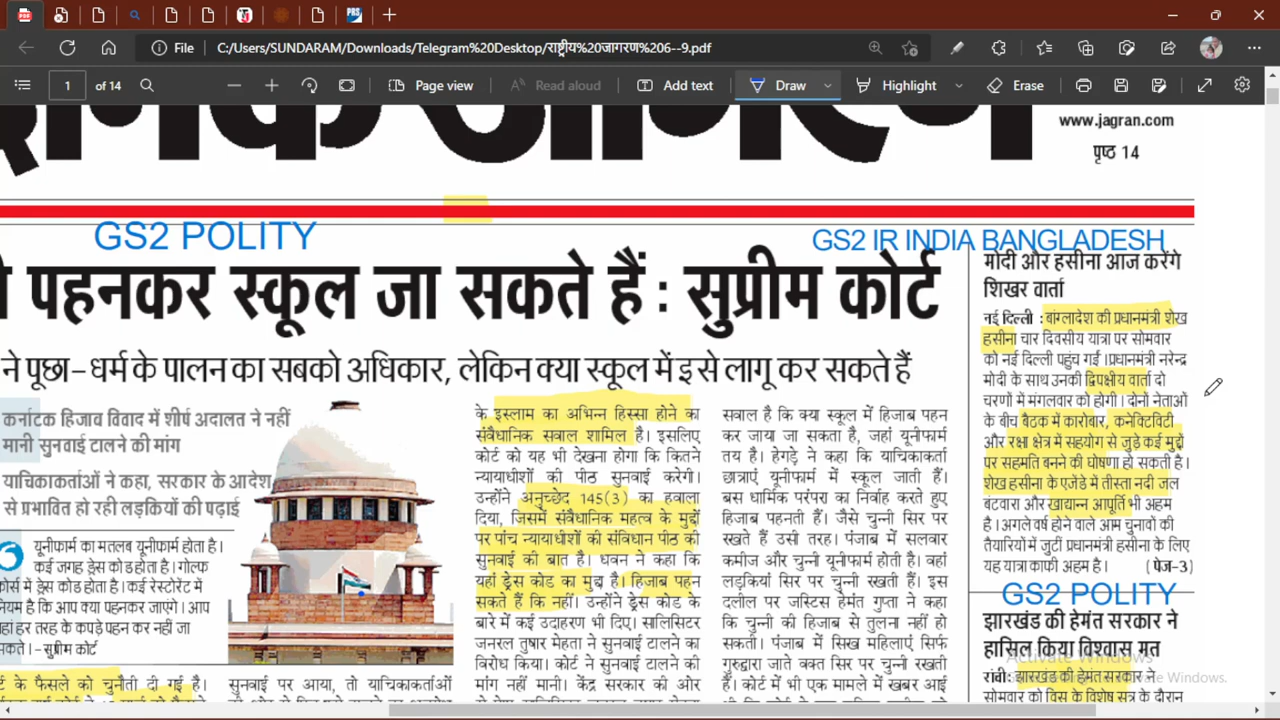 File
C:/Users/SUNDARAM/Downloads/Telegram%20Desktop/राष्ट्रीय%20जागरण%206--9.pdf
1 of 14
Page view
Read aloud
Add text
Draw
Highlight
Erase
www.jagran.com
पृष्ठ 14
GS2 POLITY
पहनकर स्कूल जा सकते हैं : सुप्रीम कोर्ट
ने पूछा-धर्म के पालन का सबको अधिकार, लेकिन क्या स्कूल में इसे लागू कर सकते हैं
कर्नाटक हिजाब विवाद में शीर्ष अदालत ने नहीं
मानी सुनवाई टालने की मांग
याचिकाकर्ताओं ने कहा, सरकार के आदेश
से प्रभावित हो रही लड़कियों की पढ़ाई
यूनीफार्म का मतलब यूनीफार्म होता है।
कई जगह ड्रेस कोड होता है। गोल्फ
कोर्स में ड्रेस कोड होता है। कई रेस्टोरेंट में
नियम है कि आप क्या पहनकर जाएंगे। आप
हर तरह के कपड़े पहन कर नहीं जा
सकते।-सुप्रीम कोर्ट
के फैसले को चुनौती दी गई है।
सुनवाई पर आया, तो याचिकाकर्ताओं
के इस्लाम का अभिन्न हिस्सा होने का
संवैधानिक सवाल शामिल है। इसलिए
कोर्ट को यह भी देखना होगा कि कितने
न्यायाधीशों की पीठ सुनवाई करेगी।
उन्होंने अनुच्छेद 145(3) का हवाला
दिया, जिसमें संवैधानिक महत्व के मुद्दों
पर पांच न्यायाधीशों की संविधान पीठ की
सुनवाई की बात है। धवन ने कहा कि
यहां ड्रेस कोड का मुद्दा है। हिजाब पहन
सकते हैं कि नहीं। उन्होंने ड्रेस कोड के
बारे में कई उदाहरण भी दिए। सालिसिटर
जनरल तुषार मेहता ने सुनवाई टालने का
विरोध किया। कोर्ट ने सुनवाई टालने की
मांग नहीं मानी। केंद्र सरकार की ओर
सवाल है कि क्या स्कूल में हिजाब पहन
कर जाया जा सकता है, जहां यूनीफार्म
तय है। हेगड़े ने कहा कि याचिकाकर्ता
छात्राएं यूनीफार्म में स्कूल जाती हैं।
बस धार्मिक परंपरा का निर्वाह करते हुए
हिजाब पहनती हैं। जैसे चुन्नी सिर पर
रखते हैं उसी तरह। पंजाब में सलवार
कमीज और चुन्नी यूनीफार्म होती है। वहां
लड़कियां सिर पर चुन्नी रखती हैं। इस
दलील पर जस्टिस हेमंत गुप्ता ने कहा
कि चुन्नी की हिजाब से तुलना नहीं हो
सकती। पंजाब में सिख महिलाएं सिर्फ
गुरुद्वारा जाते वक्त सिर पर चुन्नी रखती
हैं। कोर्ट में भी एक मामले में खबर आई
GS2 IR INDIA BANGLADESH
मोदी और हसीना आज करेंगे
शिखर वार्ता
नई दिल्ली : बांग्लादेश की प्रधानमंत्री शेख
हसीना चार दिवसीय यात्रा पर सोमवार
को नई दिल्ली पहुंच गईं।प्रधानमंत्री नरेन्द्र
मोदी के साथ उनकी द्विपक्षीय वार्ता दो
चरणों में मंगलवार को होगी। दोनों नेताओं
के बीच बैठक में कारोबार, कनेक्टिविटी
और रक्षा क्षेत्र में सहयोग से जुड़े कई मुद्दों
पर सहमति बनने की घोषणा हो सकती है।
शेख हसीना के एजेंडे में तीस्ता नदी जल
बंटवारा और खाद्यान्न आपूर्ति भी अहम
है। अगले वर्ष होने वाले आम चुनावों की
तैयारियों में जुटीं प्रधानमंत्री हसीना के लिए
यह यात्रा काफी अहम है। (पेज-3)
GS2 POLITY
झारखंड की हेमंत सरकार ने
हासिल किया विश्वास मत
रांची: झारखंड की हेमंत सरकार ने
सोमवार को विस के विशेष सत्र के दौरान
Activate Windows
Activate Windows.